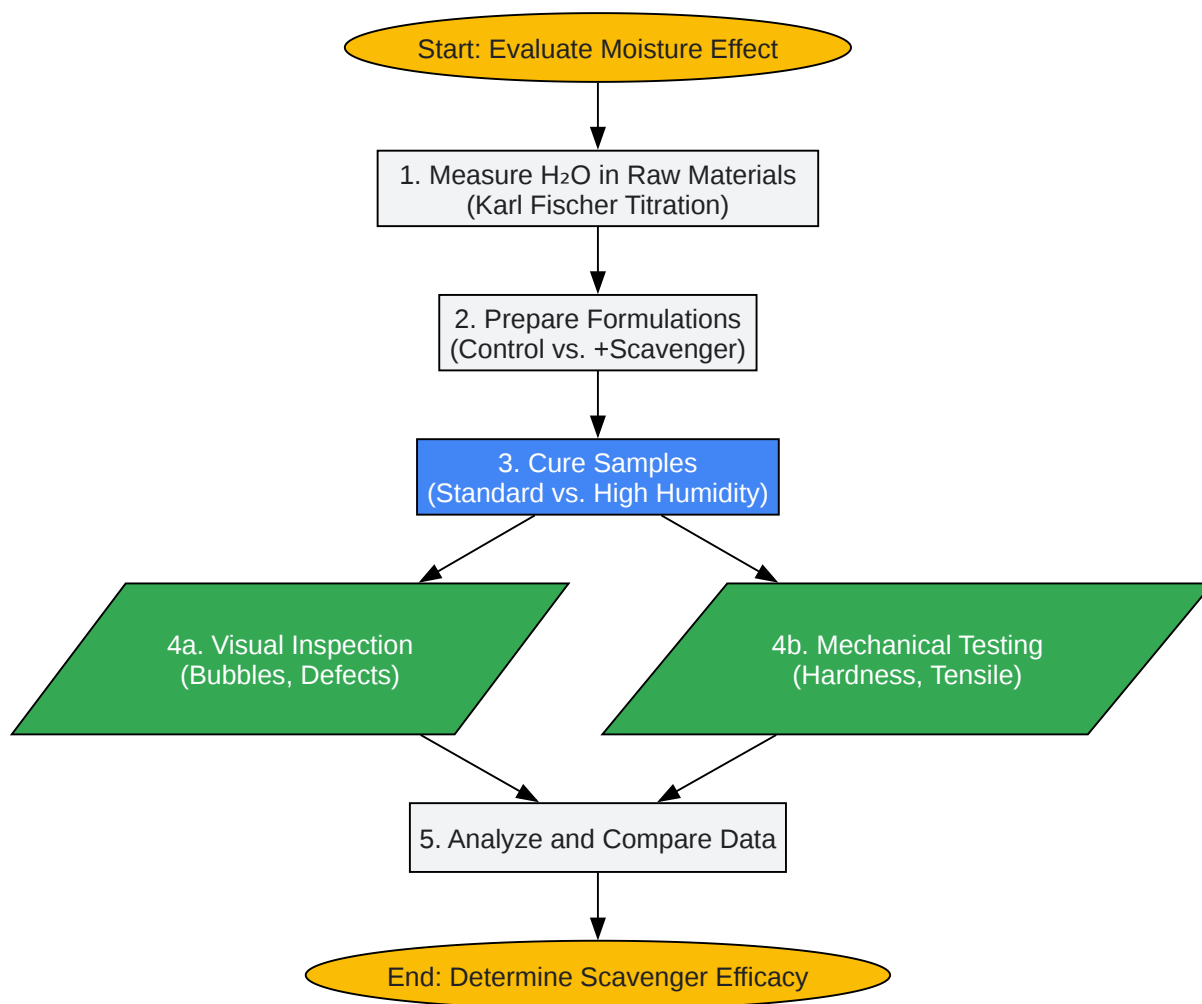 Start: Evaluate Moisture Effect
1. Measure H₂O in Raw Materials
(Karl Fischer Titration)
2. Prepare Formulations
(Control vs. +Scavenger)
3. Cure Samples
(Standard vs. High Humidity)
4a. Visual Inspection
(Bubbles, Defects)
4b. Mechanical Testing
(Hardness, Tensile)
5. Analyze and Compare Data
End: Determine Scavenger Efficacy